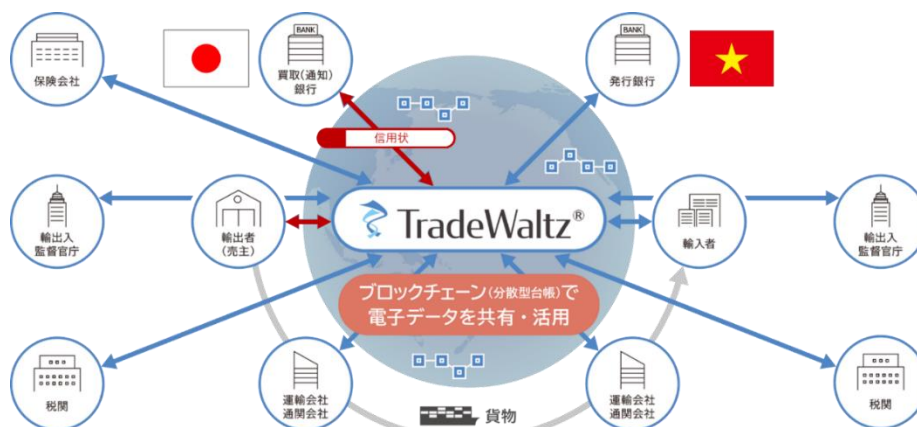 BANK
BANK
保険会社
買取(通知)
銀行
発行銀行
信用状
輸出入
監督官庁
輸出者
(売主)
TradeWaltz®
輸入者
輸出入
監督官庁
ブロックチェーン(分散型台帳)で
電子データを共有・活用
税関
運輸会社
通関会社
貨物
運輸会社
通関会社
税関